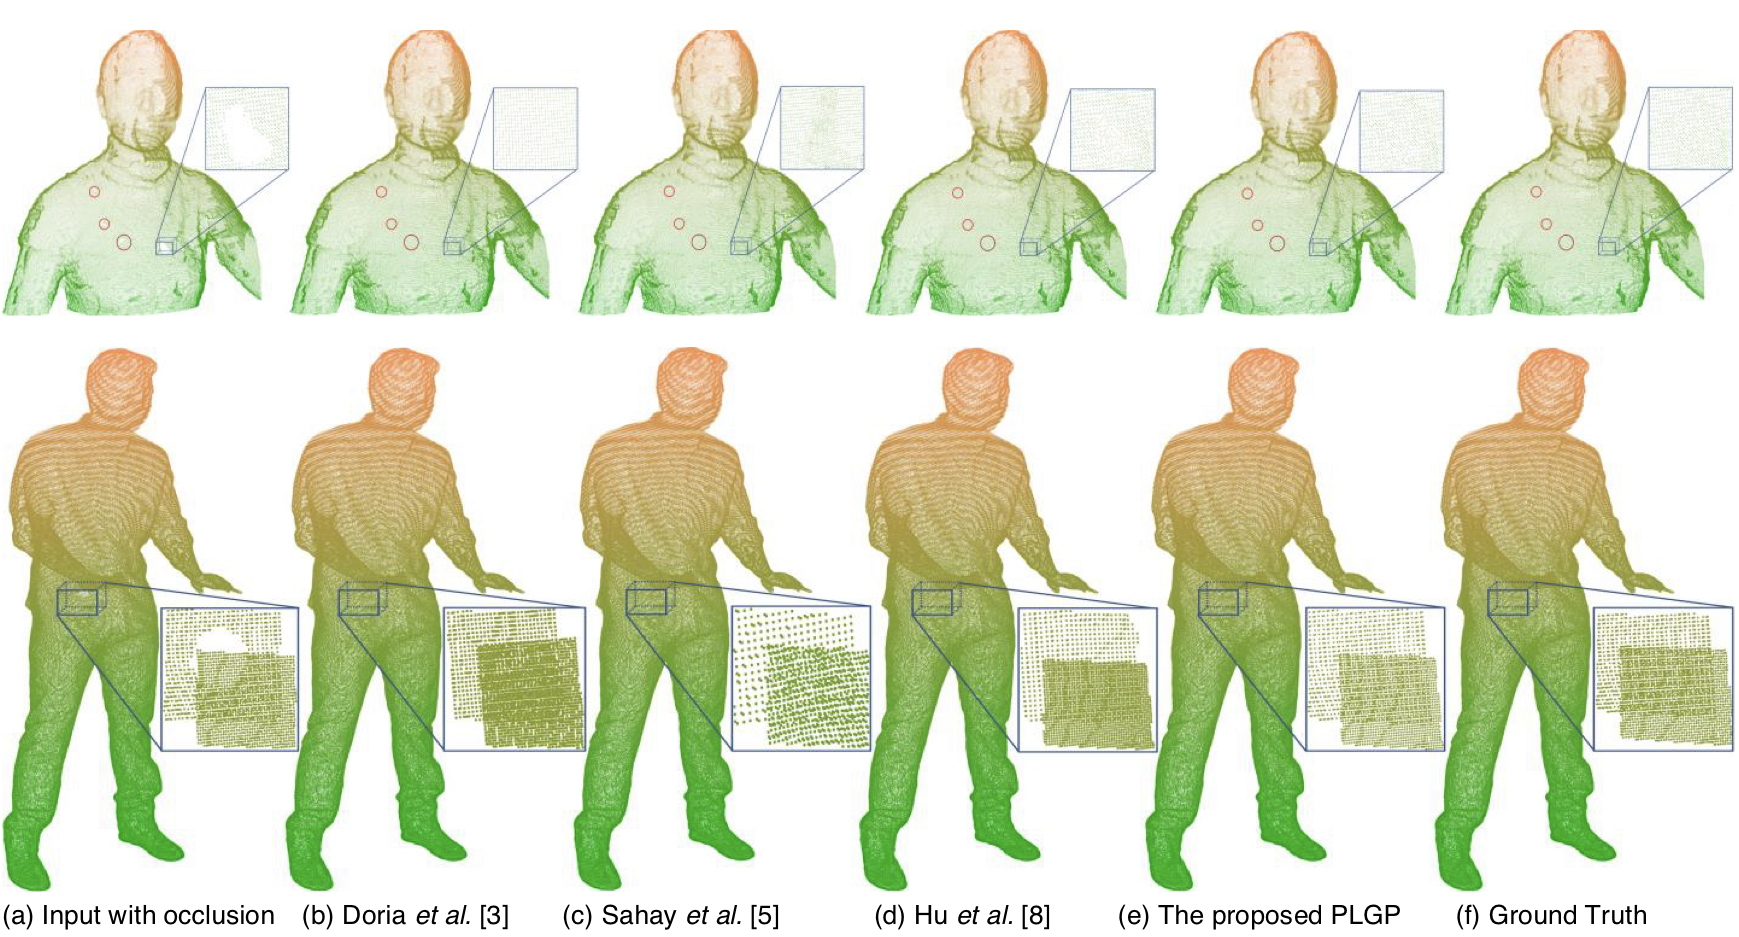 (a) Input with occlusion (b) Doria et al. [3] (c) Sahay et al. [5] (d) Hu et al. [8] (e) The proposed PLGP (f) Ground Truth